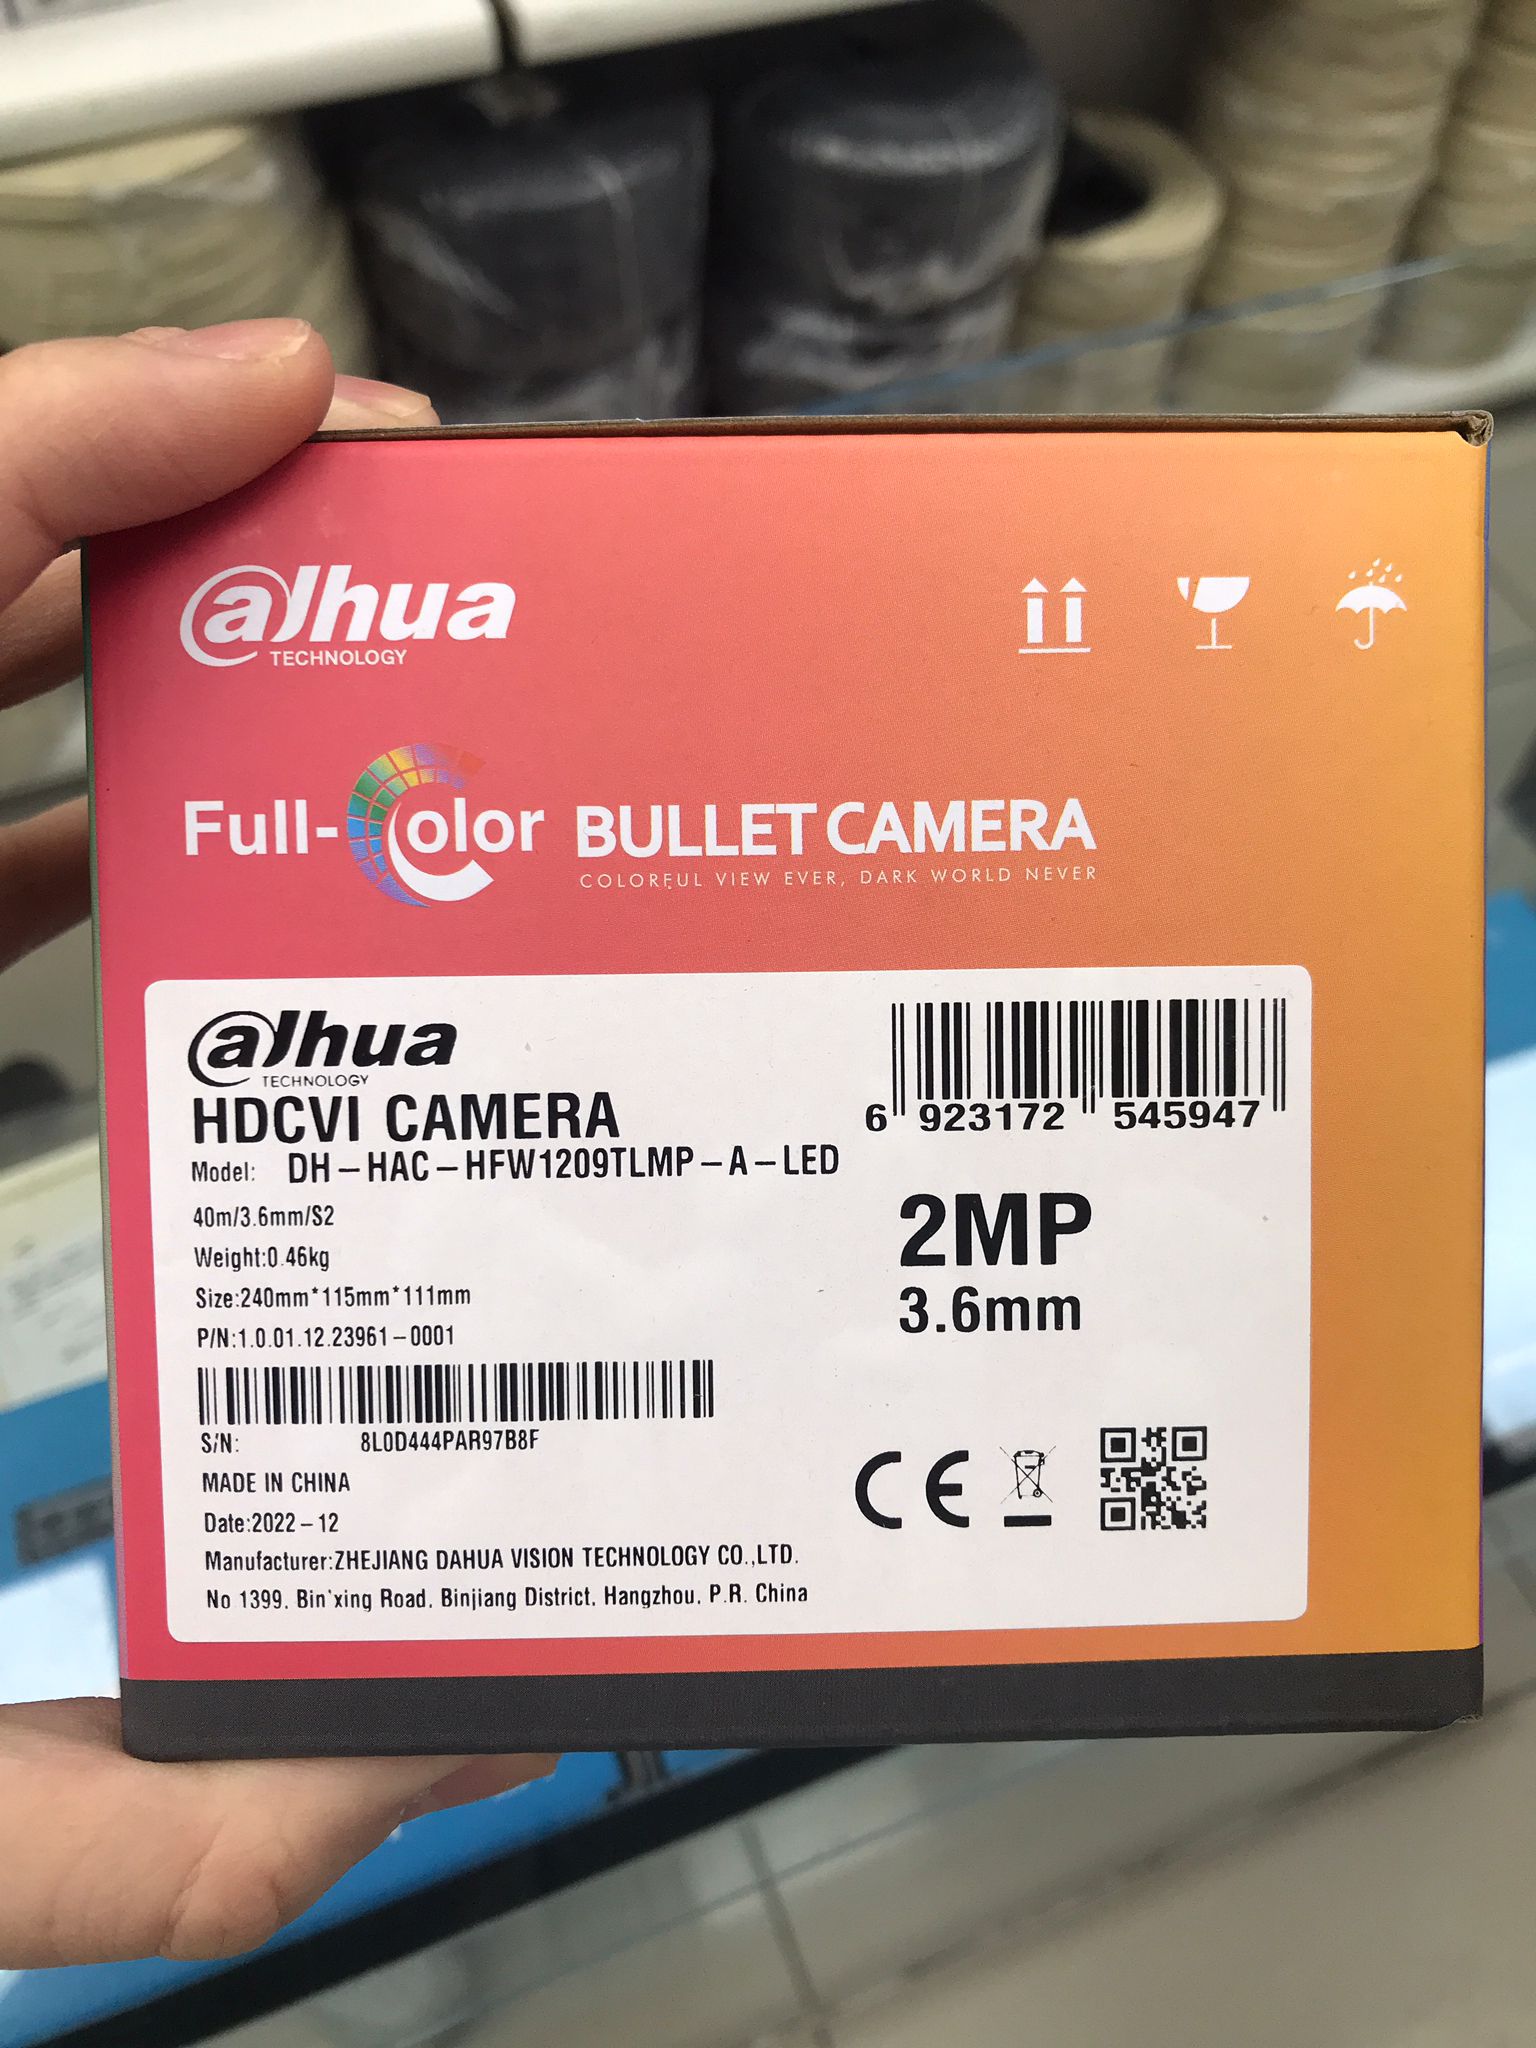 alhua
TECHNOLOGY
Full-Color BULLET CAMERA
COLORFUL VIEW EVER, DARK WORLD NEVER
alhua
TECHNOLOGY
HDCVI CAMERA
6 923172 545947
Model: DH-HAC-HFW1209TLMP-A-LED
40m/3.6mm/S2
2MP
Weight:0.46kg
Size:240mm*115mm*111mm
3.6mm
P/N:1.0.01.12.23961-0001
S/N: 8L0D444PAR97B8F
MADE IN CHINA
CE
Date:2022-12
Manufacturer:ZHEJIANG DAHUA VISION TECHNOLOGY CO.,LTD.
No 1399, Bin'xing Road, Binjiang District, Hangzhou, P.R. China